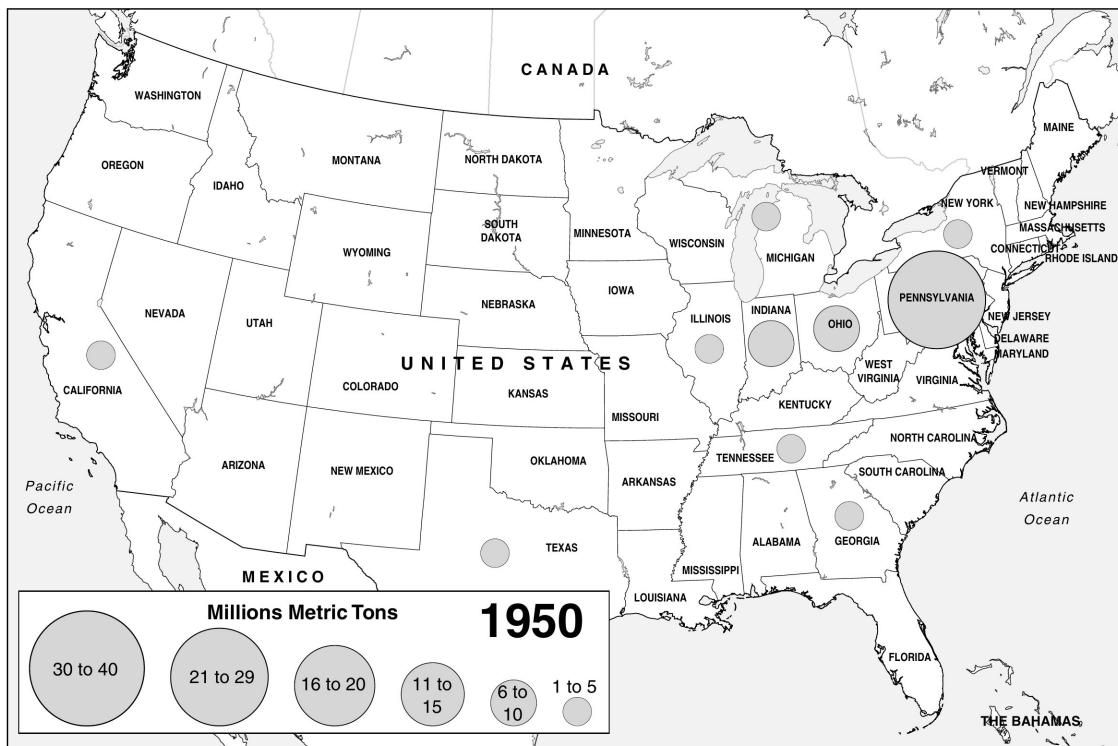 CANADA
WASHINGTON
MAINE
MONTANA
NORTH DAKOTA
OREGON
VERMONT
IDAHO
NEW YORK
NEW HAMPSHIRE
SOUTH
DAKOTA
MINNESOTA
MASSACHUSETTS
WISCONSIN
CONNECTICUT
WYOMING
MICHIGAN
RHODE ISLAND
IOWA
PENNSYLVANIA
NEBRASKA
NEVADA
INDIANA
ILLINOIS
OHIO
NEW JERSEY
UTAH
DELAWARE
MARYLAND
UNITED STATES
WEST
VIRGINIA
VIRGINIA
COLORADO
CALIFORNIA
KANSAS
KENTUCKY
MISSOURI
NORTH CAROLINA
TENNESSEE
OKLAHOMA
ARIZONA
NEW MEXICO
SOUTH CAROLINA
ARKANSAS
Pacific
Ocean
Atlantic
Ocean
TEXAS
ALABAMA
GEORGIA
MISSISSIPPI
MEXICO
LOUISIANA
FLORIDA
THE BAHAMAS
Millions Metric Tons
1950
30 to 40
21 to 29
16 to 20
11 to
15
6 to
10
1 to 5